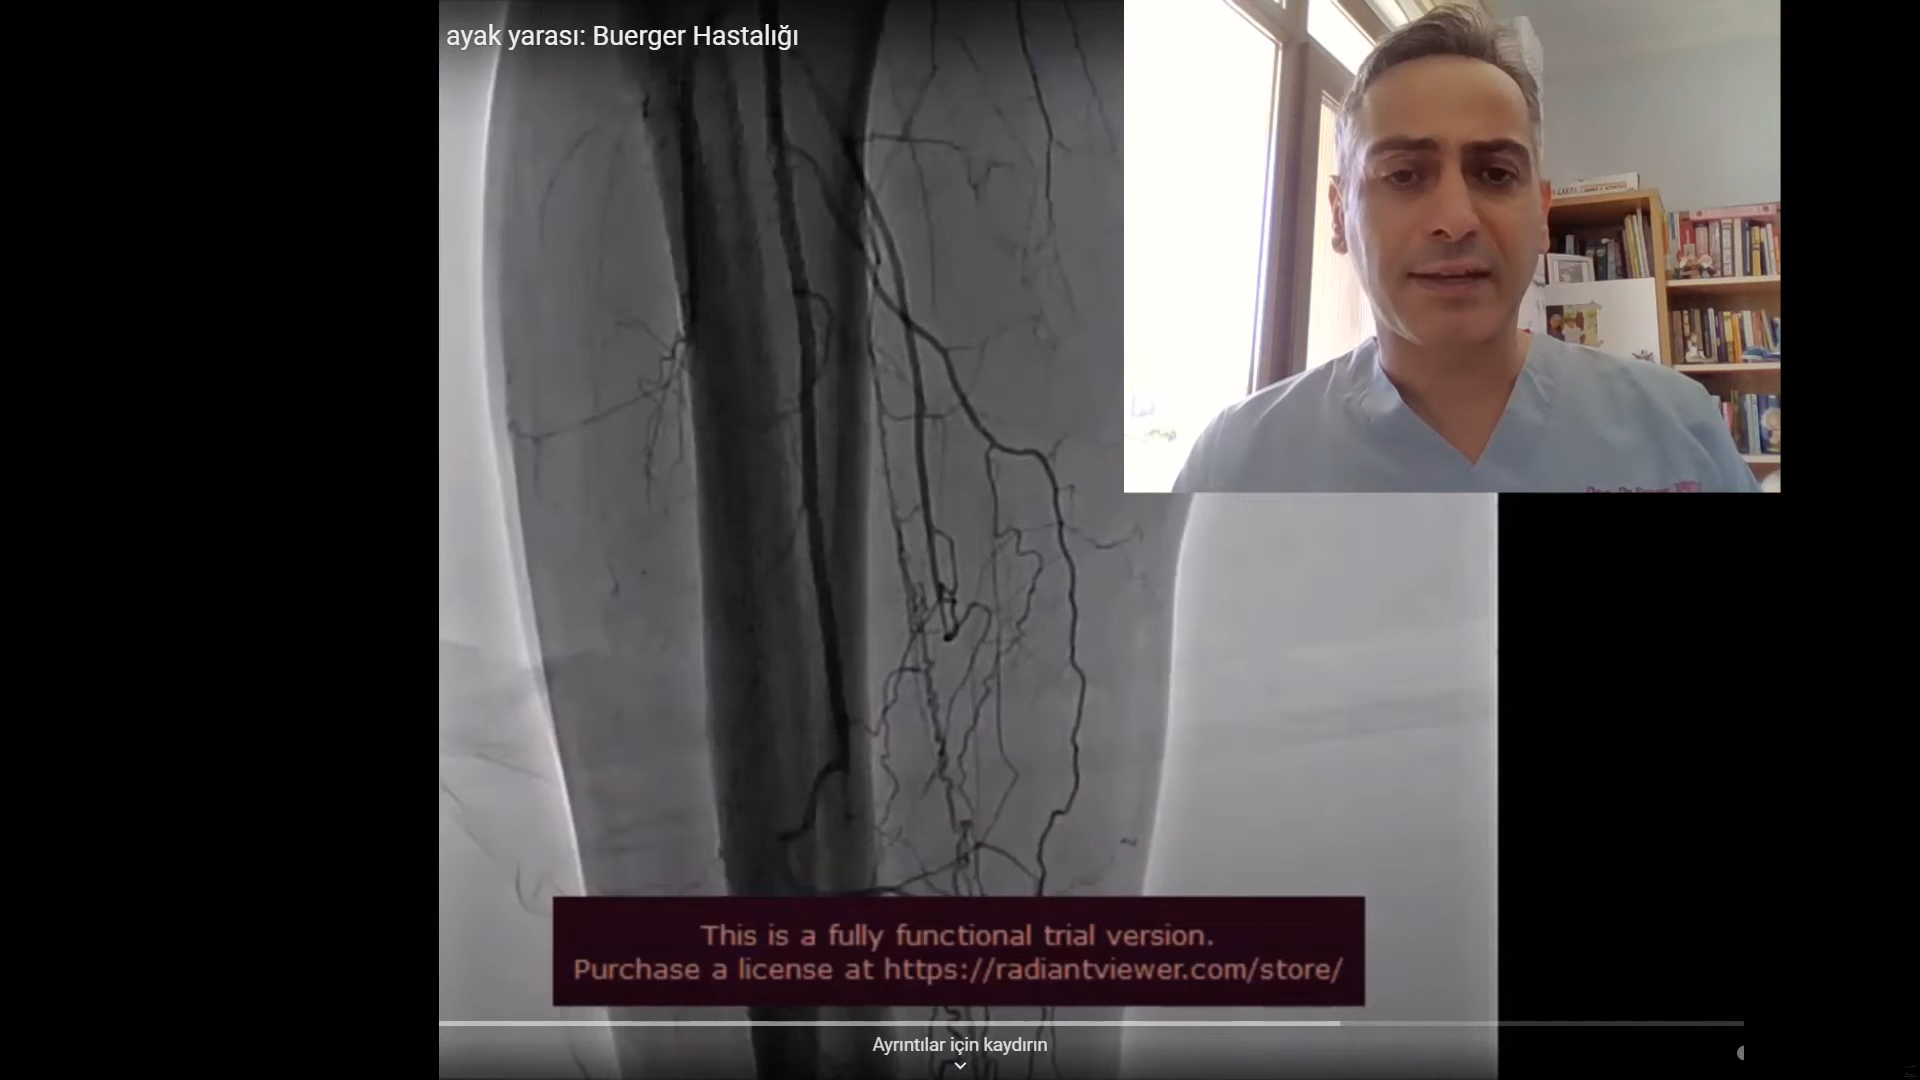 ayak yarası: Buerger Hastalığı
This is a fully functional trial version.
Purchase a license at https://radiantviewer.com/store/
Ayrıntılar için kaydırın